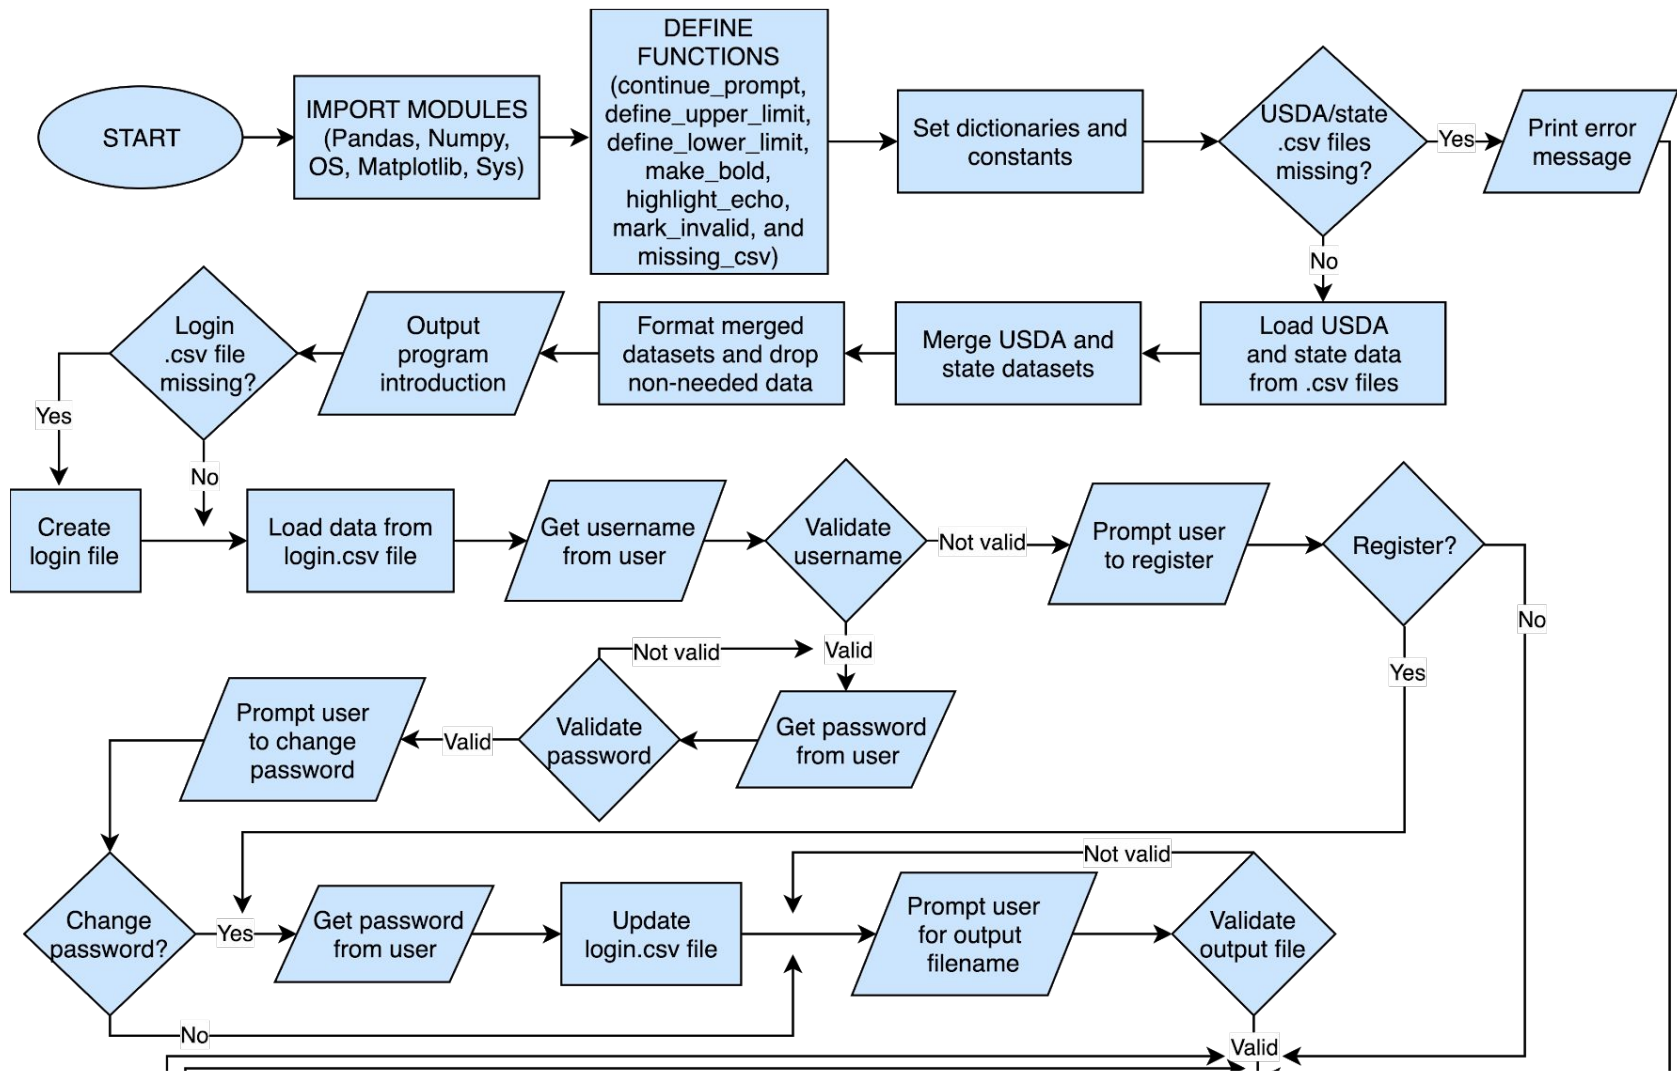 START
IMPORT MODULES
(Pandas, Numpy,
OS, Matplotlib, Sys)
DEFINE
FUNCTIONS
(continue_prompt,
define_upper_limit,
define_lower_limit,
make_bold,
highlight_echo,
mark_invalid, and
missing_csv)
Set dictionaries and
constants
USDA/state
.csv files
missing?
Yes
Print error
message
No
Load USDA
and state data
from .csv files
Merge USDA and
state datasets
Format merged
datasets and drop
non-needed data
Output
program
introduction
Login
.csv file
missing?
Yes
No
Create
login file
Load data from
login.csv file
Get username
from user
Validate
username
Not valid
Prompt user
to register
Register?
No
Yes
Valid
Get password
from user
Validate
password
Not valid
Valid
Prompt user
to change
password
Change
password?
Yes
No
Get password
from user
Update
login.csv file
Prompt user
for output
filename
Validate
output file
Not valid
Valid